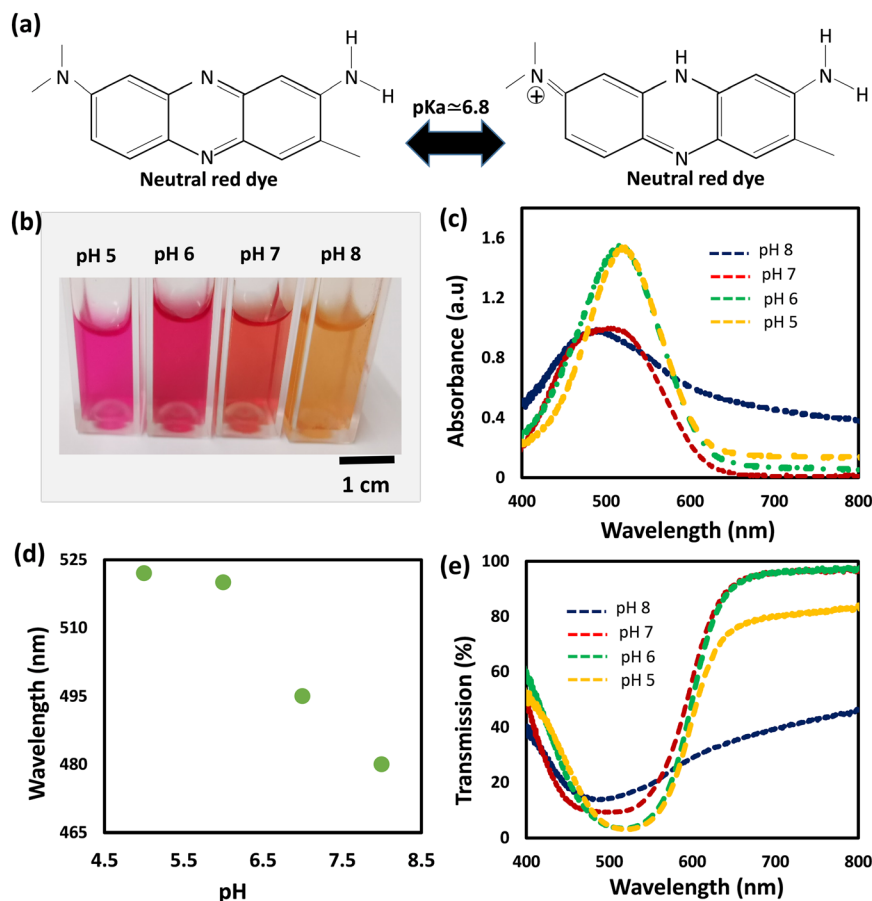 (a)
N
N
N
N
H
H
pKa≃6.8
N
⊕
H
N
N
N
H
H
Neutral red dye
Neutral red dye
(b)
pH 5 pH 6 pH 7 pH 8
1 cm
(c)
Absorbance (a.u)
1.6
1.2
0.8
0.4
0
400 500 600 700 800
Wavelength (nm)
pH 8
pH 7
pH 6
pH 5
(d)
Wavelength (nm)
525
510
495
480
465
4.5 5.5 6.5 7.5 8.5
pH
(e)
Transmission (%)
100
80
60
40
20
0
400 500 600 700 800
Wavelength (nm)
pH 8
pH 7
pH 6
pH 5